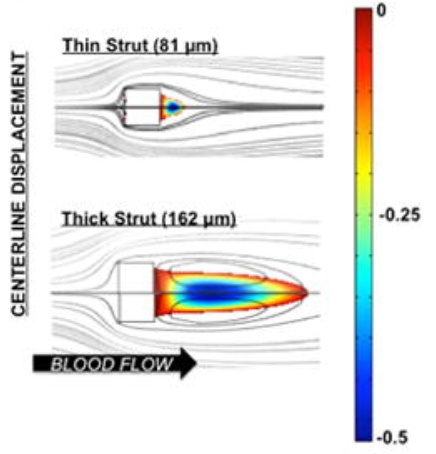 CENTERLINE DISPLACEMENT
Thin Strut (81 µm)
Thick Strut (162 µm)
BLOOD FLOW
0
-0.25
-0.5